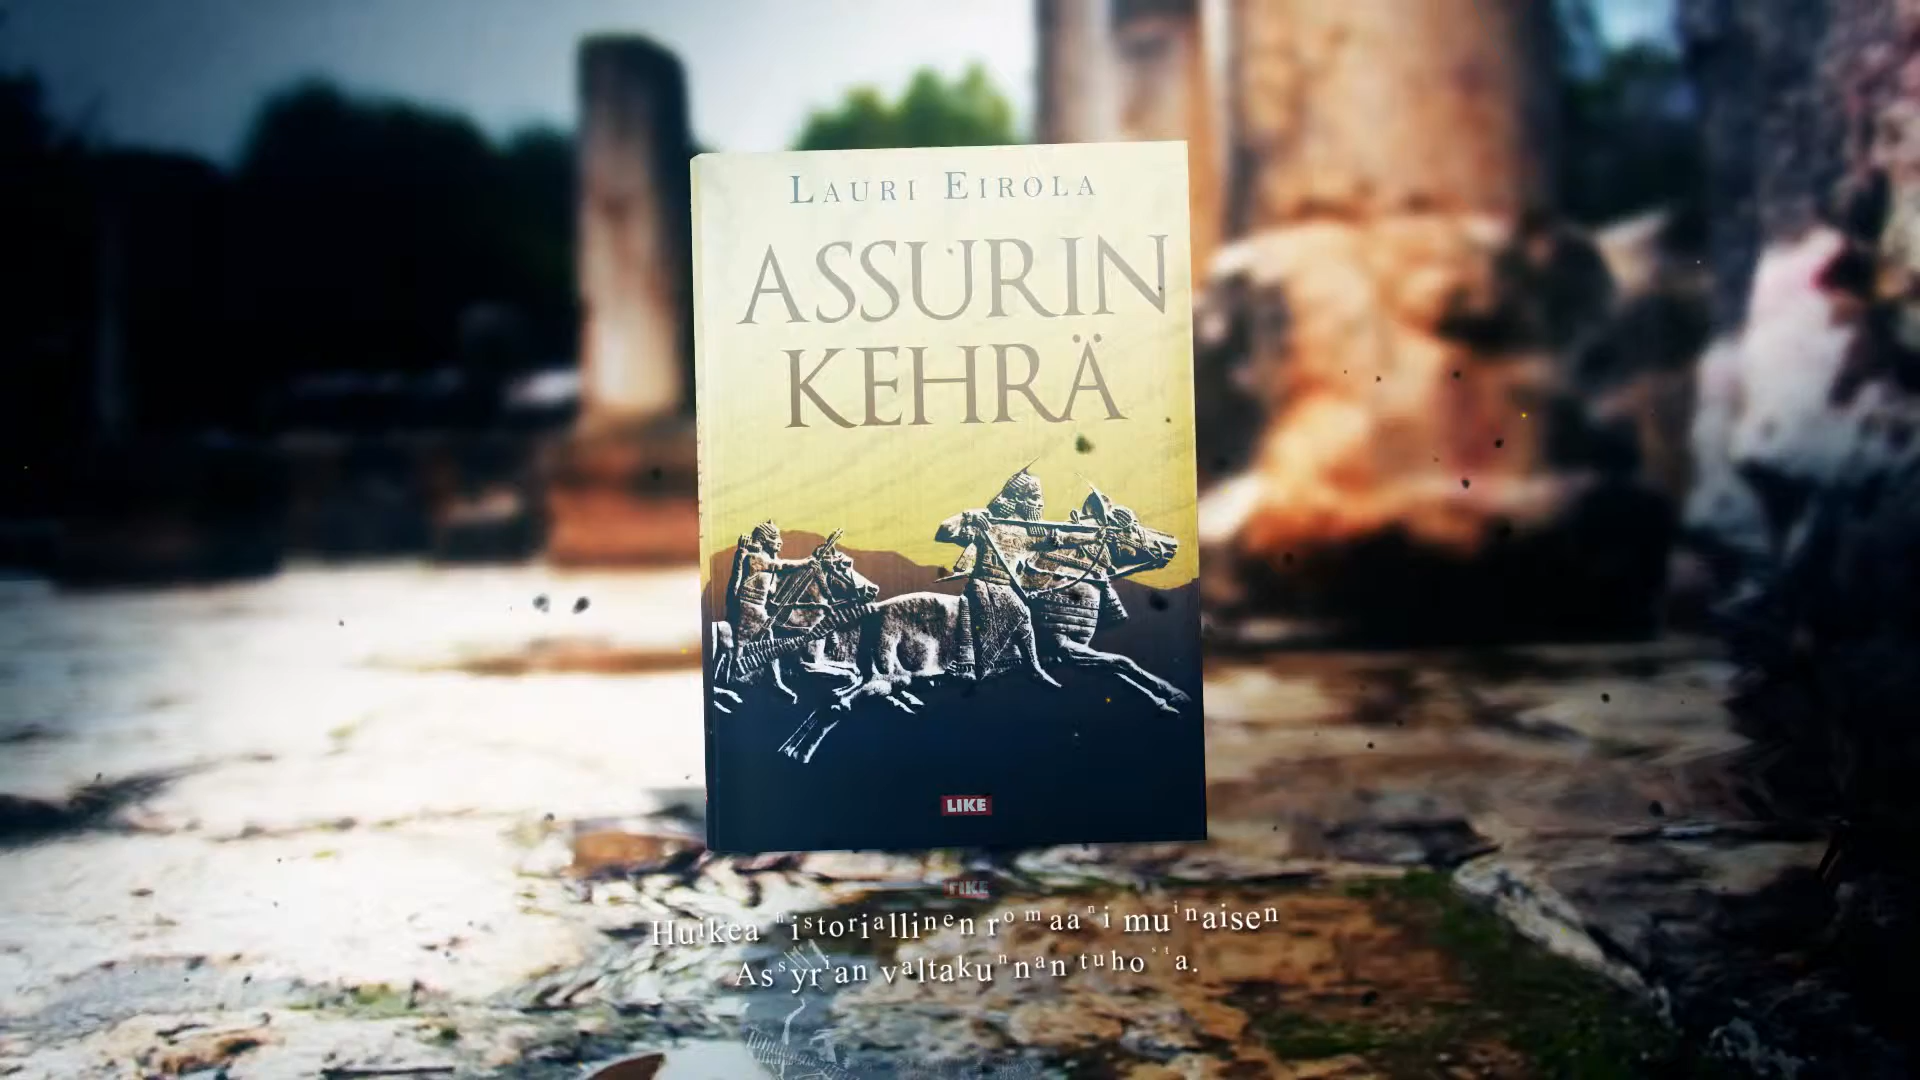 LAURI EIROLA
ASSURIN
KEHRÄ
LIKE
Huikea historiallinen romaani muinaisen
Assyrian valtakunnan tuhosta.